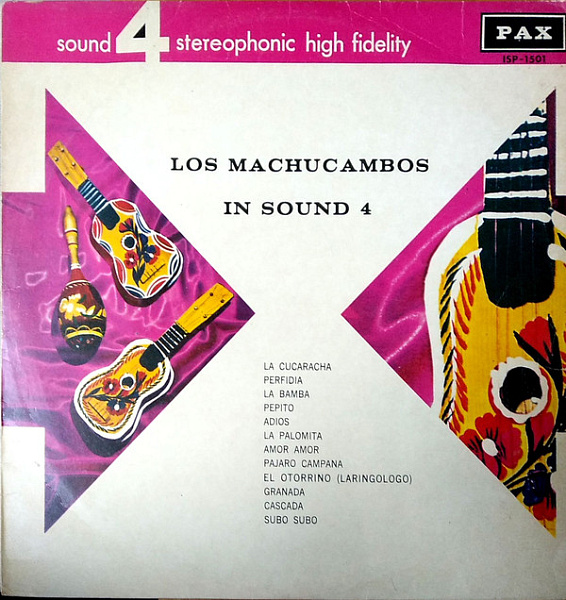 sound 4 stereophonic high fidelity
PAX
ISP-1501
LOS MACHUCAMBOS
IN SOUND 4
LA CUCARACHA
PERFIDIA
LA BAMBA
PEPITO
ADIOS
LA PALOMITA
AMOR AMOR
PAJARO CAMPANA
EL OTORRINO (LARINGOLOGO)
GRANADA
CASCADA
SUBO SUBO